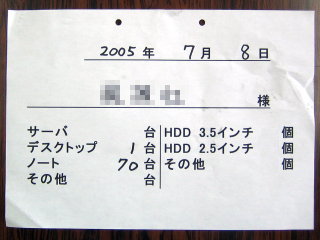 2005 年 7 月 8 日
様
サーバ 台 HDD 3.5インチ 個
デスクトップ 1 台 HDD 2.5インチ 個
ノート 70 台 その他 個
その他 台